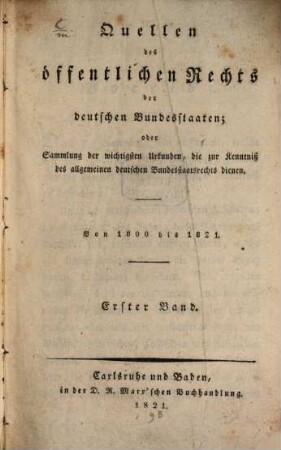 Quellen
des
öffentlichen Rechts
der
deutschen Bundesstaaten;
oder
Sammlung der wichtigsten Urkunden, die zur Kenntniß
des allgemeinen deutschen Bundesstaatsrechts dienen.
Von 1800 bis 1821.
Erster Band.
Carlsruhe und Baden,
in der D. R. Marx'schen Buchhandlung.
1821.